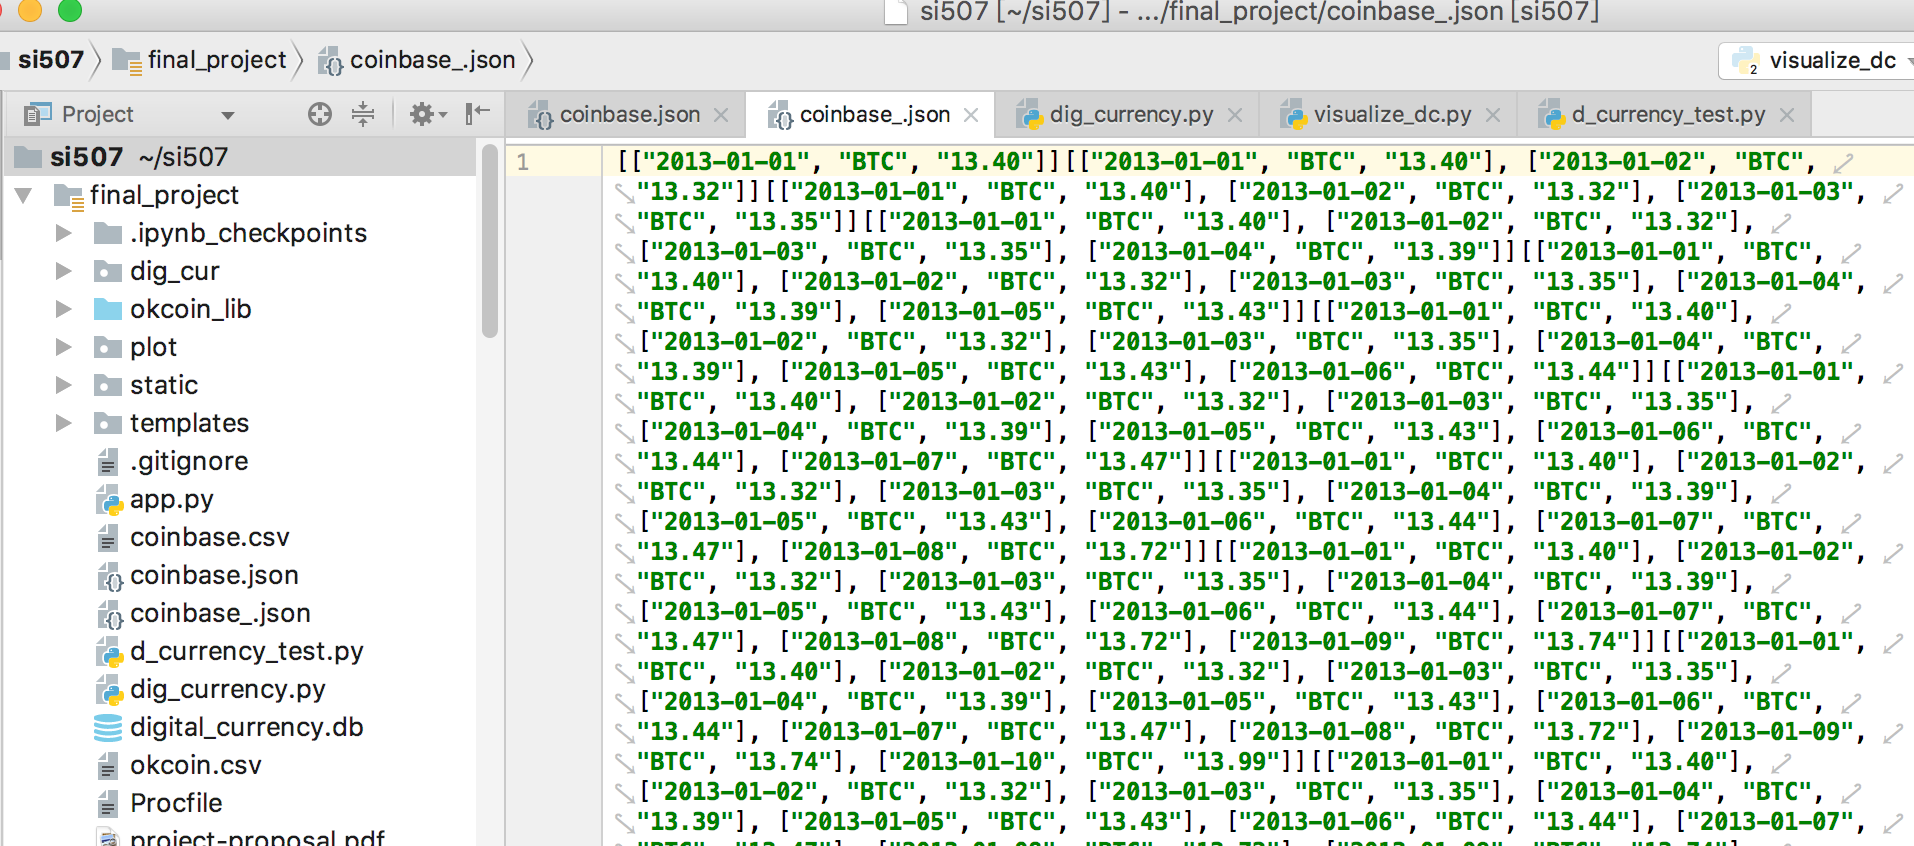 si507 [~/si507] - .../final_project/coinbase_.json [si507]
si507 final_project coinbase_.json visualize_dc
Project
coinbase.json coinbase_.json dig_currency.py visualize_dc.py d_currency_test.py
si507 ~/si507
final_project
.ipynb_checkpoints
dig_cur
okcoin_lib
plot
static
templates
.gitignore
app.py
coinbase.csv
coinbase.json
coinbase_.json
d_currency_test.py
dig_currency.py
digital_currency.db
okcoin.csv
Procfile
project-proposal.pdf
1 [["2013-01-01", "BTC", "13.40"]][["2013-01-01", "BTC", "13.40"], ["2013-01-02", "BTC",
"13.32"]][["2013-01-01", "BTC", "13.40"], ["2013-01-02", "BTC", "13.32"], ["2013-01-03",
"BTC", "13.35"]][["2013-01-01", "BTC", "13.40"], ["2013-01-02", "BTC", "13.32"],
["2013-01-03", "BTC", "13.35"], ["2013-01-04", "BTC", "13.39"]][["2013-01-01", "BTC",
"13.40"], ["2013-01-02", "BTC", "13.32"], ["2013-01-03", "BTC", "13.35"], ["2013-01-04",
"BTC", "13.39"], ["2013-01-05", "BTC", "13.43"]][["2013-01-01", "BTC", "13.40"],
["2013-01-02", "BTC", "13.32"], ["2013-01-03", "BTC", "13.35"], ["2013-01-04", "BTC",
"13.39"], ["2013-01-05", "BTC", "13.43"], ["2013-01-06", "BTC", "13.44"]][["2013-01-01",
"BTC", "13.40"], ["2013-01-02", "BTC", "13.32"], ["2013-01-03", "BTC", "13.35"],
["2013-01-04", "BTC", "13.39"], ["2013-01-05", "BTC", "13.43"], ["2013-01-06", "BTC",
"13.44"], ["2013-01-07", "BTC", "13.47"]][["2013-01-01", "BTC", "13.40"], ["2013-01-02",
"BTC", "13.32"], ["2013-01-03", "BTC", "13.35"], ["2013-01-04", "BTC", "13.39"],
["2013-01-05", "BTC", "13.43"], ["2013-01-06", "BTC", "13.44"], ["2013-01-07", "BTC",
"13.47"], ["2013-01-08", "BTC", "13.72"]][["2013-01-01", "BTC", "13.40"], ["2013-01-02",
"BTC", "13.32"], ["2013-01-03", "BTC", "13.35"], ["2013-01-04", "BTC", "13.39"],
["2013-01-05", "BTC", "13.43"], ["2013-01-06", "BTC", "13.44"], ["2013-01-07", "BTC",
"13.47"], ["2013-01-08", "BTC", "13.72"], ["2013-01-09", "BTC", "13.74"]][["2013-01-01",
"BTC", "13.40"], ["2013-01-02", "BTC", "13.32"], ["2013-01-03", "BTC", "13.35"],
["2013-01-04", "BTC", "13.39"], ["2013-01-05", "BTC", "13.43"], ["2013-01-06", "BTC",
"13.44"], ["2013-01-07", "BTC", "13.47"], ["2013-01-08", "BTC", "13.72"], ["2013-01-09",
"BTC", "13.74"], ["2013-01-10", "BTC", "13.99"]][["2013-01-01", "BTC", "13.40"],
["2013-01-02", "BTC", "13.32"], ["2013-01-03", "BTC", "13.35"], ["2013-01-04", "BTC",
"13.39"], ["2013-01-05", "BTC", "13.43"], ["2013-01-06", "BTC", "13.44"], ["2013-01-07",